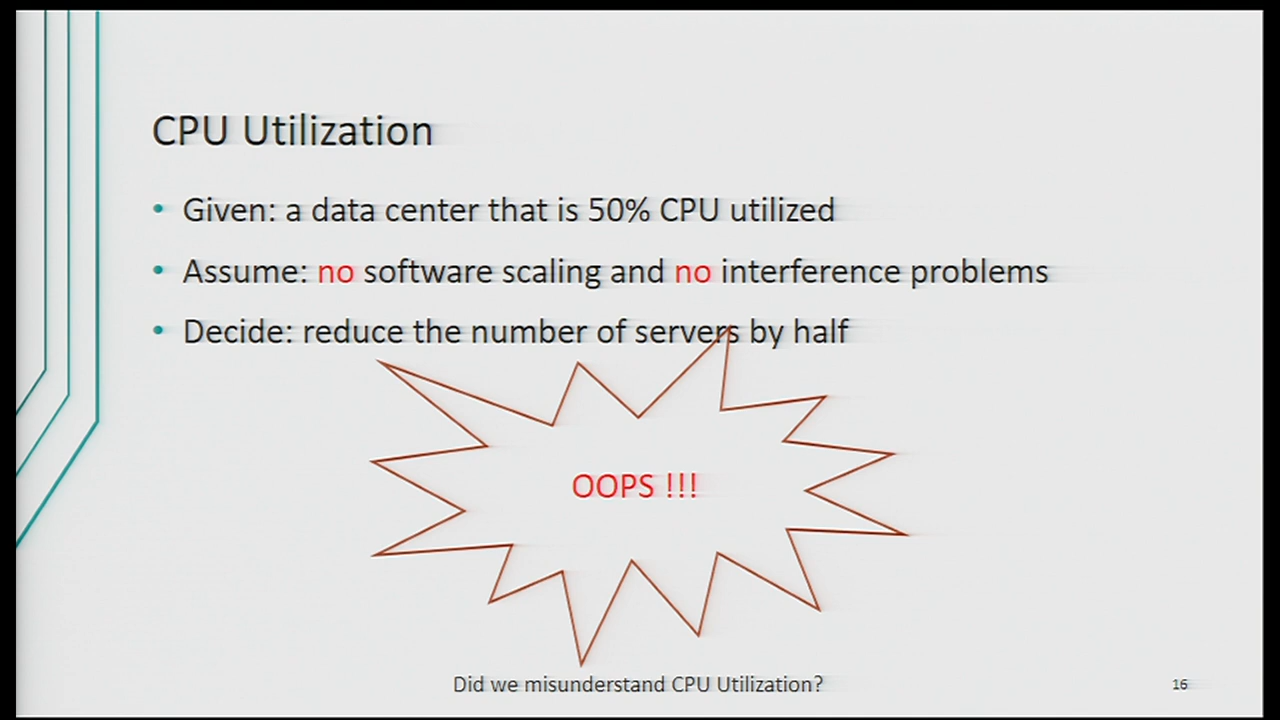 CPU Utilization
• Given: a data center that is 50% CPU utilized
• Assume: no software scaling and no interference problems
• Decide: reduce the number of servers by half
OOPS !!!
Did we misunderstand CPU Utilization?
16